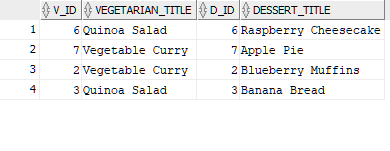 V_ID VEGETARIAN_TITLE D_ID DESSERT_TITLE
1 6 Quinoa Salad 6 Raspberry Cheesecake
2 7 Vegetable Curry 7 Apple Pie
3 2 Vegetable Curry 2 Blueberry Muffins
4 3 Quinoa Salad 3 Banana Bread